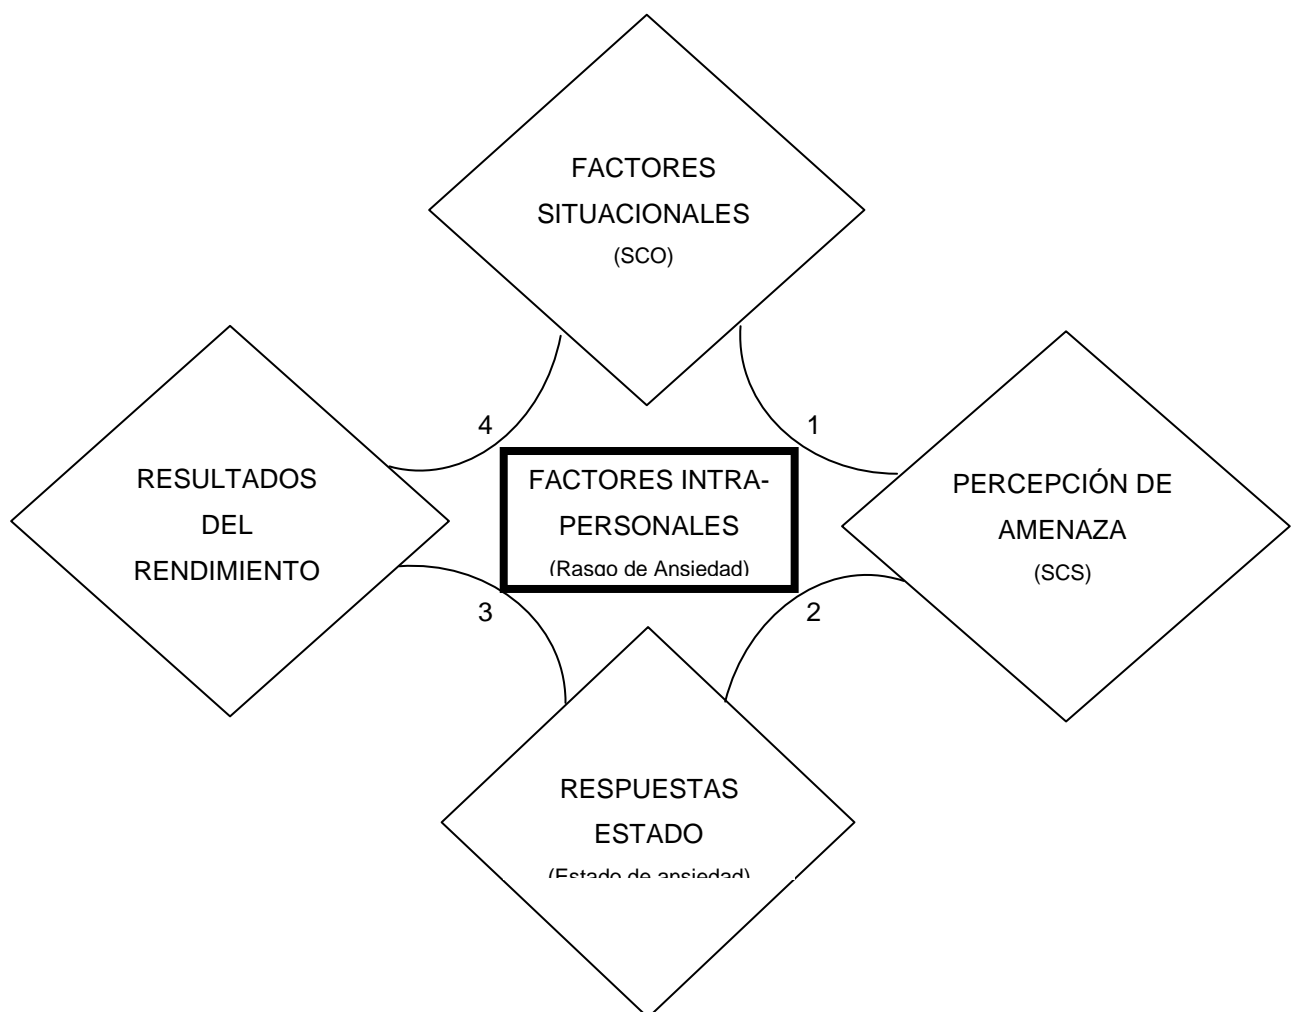 FACTORES
SITUACIONALES
(SCO)
4
1
RESULTADOS
DEL
RENDIMIENTO
FACTORES INTRA-
PERSONALES
(Rasgo de Ansiedad)
PERCEPCIÓN DE
AMENAZA
(SCS)
3
2
RESPUESTAS
ESTADO
(Estado de ansiedad)